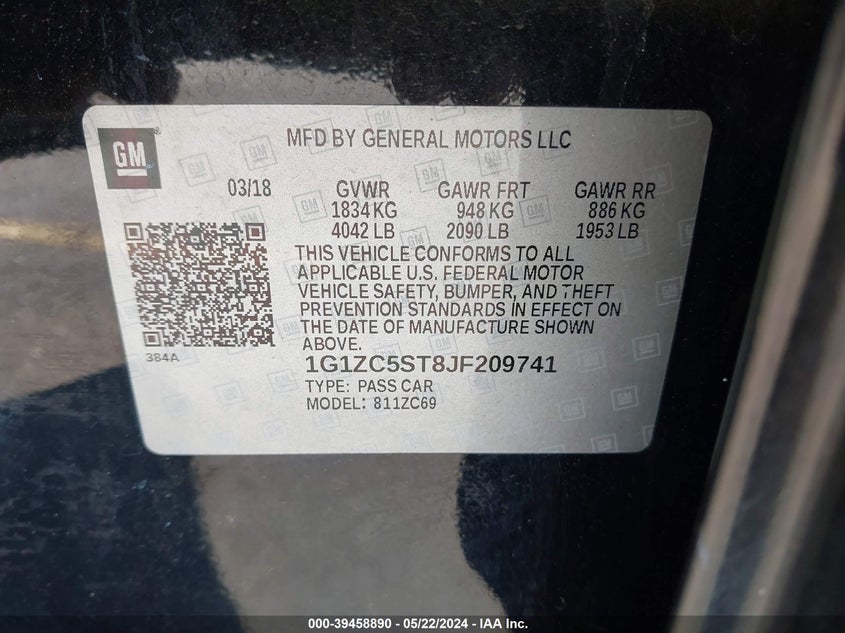 GM
MFD BY GENERAL MOTORS LLC
03/18 GVWR GAWR FRT GAWR RR
1834 KG 948 KG 886 KG
4042 LB 2090 LB 1953 LB
THIS VEHICLE CONFORMS TO ALL
APPLICABLE U.S. FEDERAL MOTOR
VEHICLE SAFETY, BUMPER, AND THEFT
PREVENTION STANDARDS IN EFFECT ON
THE DATE OF MANUFACTURE SHOWN
ABOVE.
384A
1G1ZC5ST8JF209741
TYPE: PASS CAR
MODEL: 811ZC69
000-39458890 - 05/22/2024 - IAA Inc.